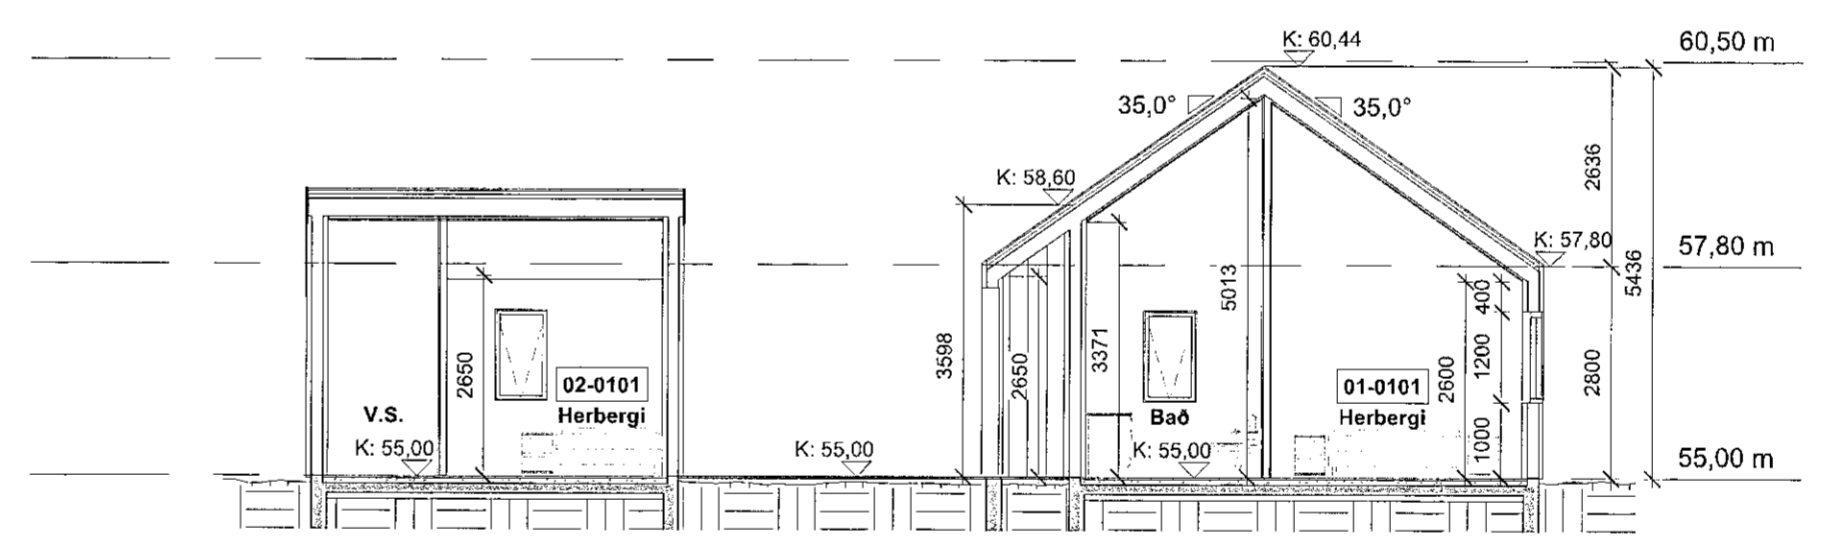 K: 60,44
60,50 m
35,0°
35,0°
2636
K: 58,60
K: 57,80
57,80 m
5436
5013
400
3598
3371
2650
2650
1200
2600
2800
02-0101
Herbergi
V.S.
01-0101
Herbergi
Bað
1000
K: 55,00
K: 55,00
K: 55,00
55,00 m